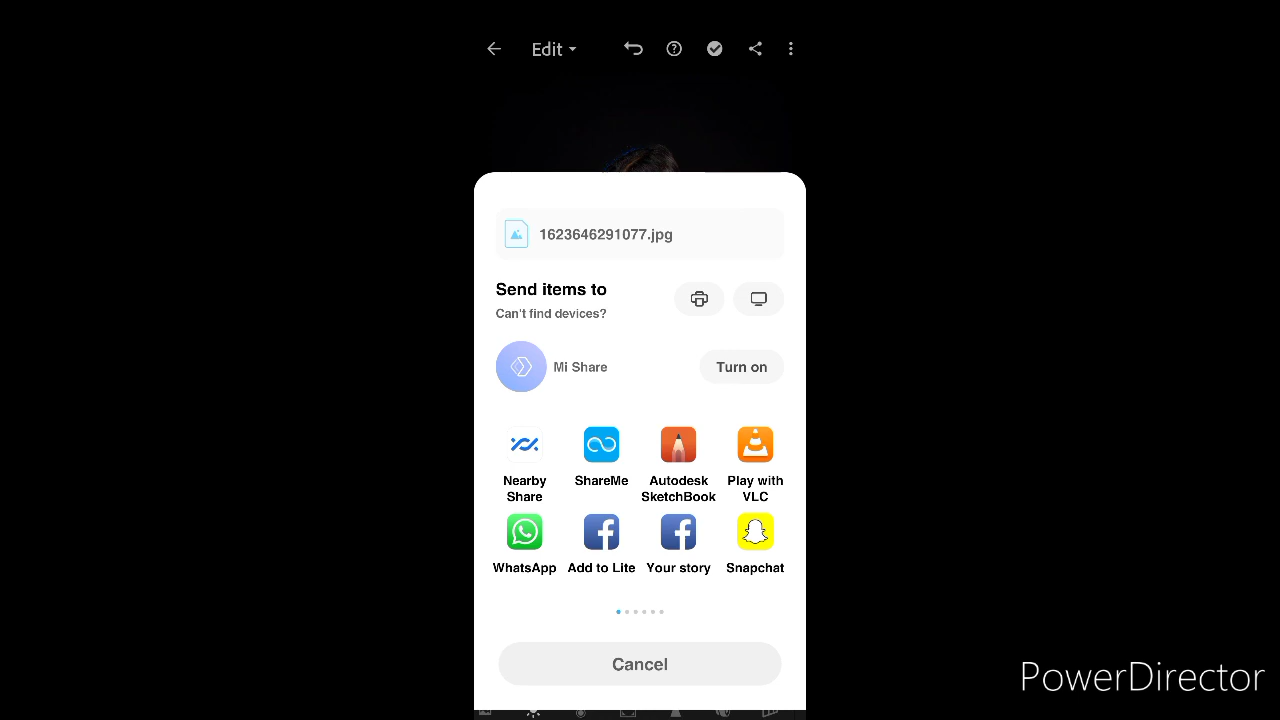 Edit
1623646291077.jpg
Send items to
Can't find devices?
Mi Share
Turn on
Nearby Share
ShareMe
Autodesk SketchBook
Play with VLC
WhatsApp
Add to Lite
Your story
Snapchat
Cancel
PowerDirector